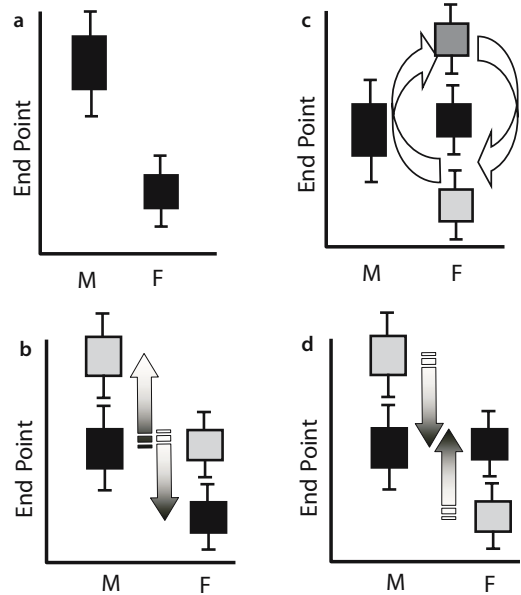 a
End Point
M F
c
End Point
M F
b
End Point
M F
d
End Point
M F